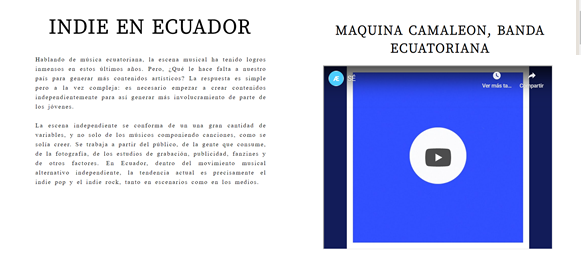 INDIE EN ECUADOR
Hablando de música ecuatoriana, la escena musical ha tenido logros
inmensos en estos últimos años. Pero, ¿Qué le hace falta a nuestro
país para generar más contenidos artísticos? La respuesta es simple
pero a la vez compleja: es necesario empezar a crear contenidos
independientemente para así generar más involucramiento de parte de
los jóvenes.
La escena independiente se conforma de un una gran cantidad de
variables, y no solo de los músicos componiendo canciones, como se
solía creer. Se trabaja a partir del público, de la gente que consume,
de la fotografía, de los estudios de grabación, publicidad, fanzines y
de otros factores. En Ecuador, dentro del movimiento musical
alternativo independiente, la tendencia actual es precisamente el
indie pop y el indie rock, tanto en escenarios como en los medios.
MAQUINA CAMALEON, BANDA
ECUATORIANA
Æ SÉ
Ver más ta... Compartir